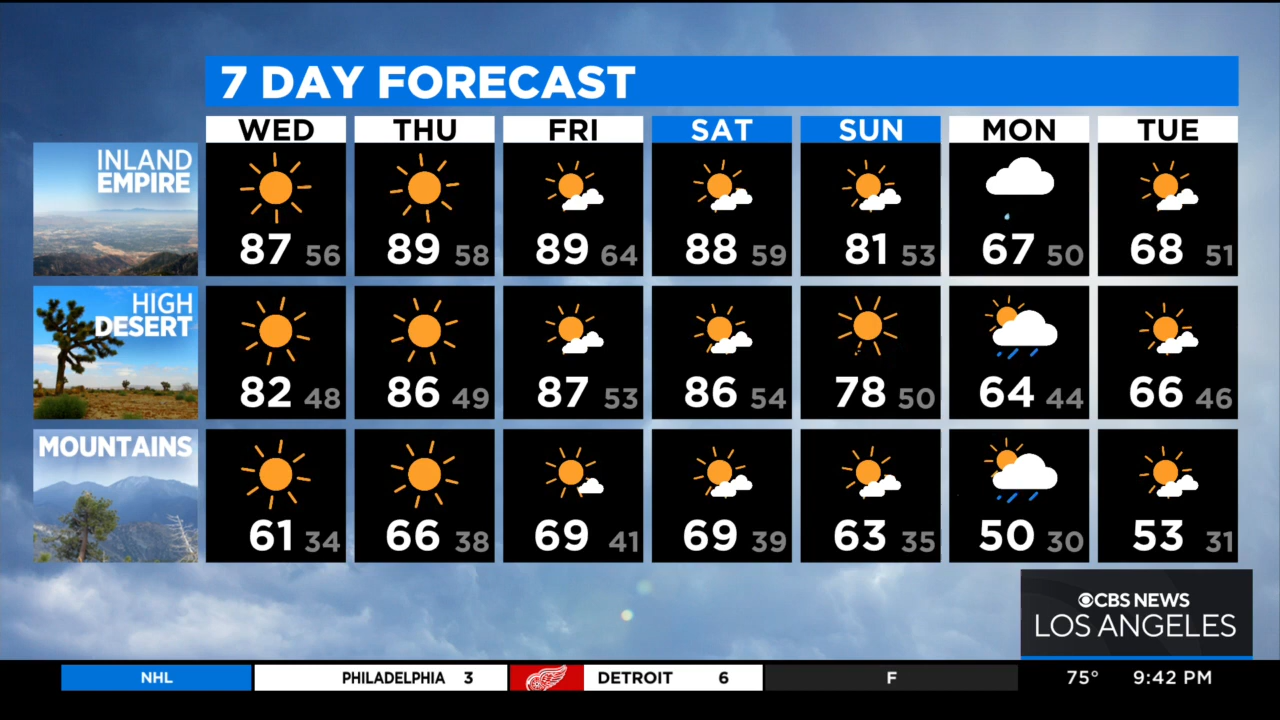 7 DAY FORECAST
WED THU FRI SAT SUN MON TUE
INLAND
EMPIRE
87 56 89 58 89 64 88 59 81 53 67 50 68 51
HIGH
DESERT
82 48 86 49 87 53 86 54 78 50 64 44 66 46
MOUNTAINS
61 34 66 38 69 41 69 39 63 35 50 30 53 31
CBS NEWS
LOS ANGELES
NHL PHILADELPHIA 3 DETROIT 6 F 75° 9:42 PM